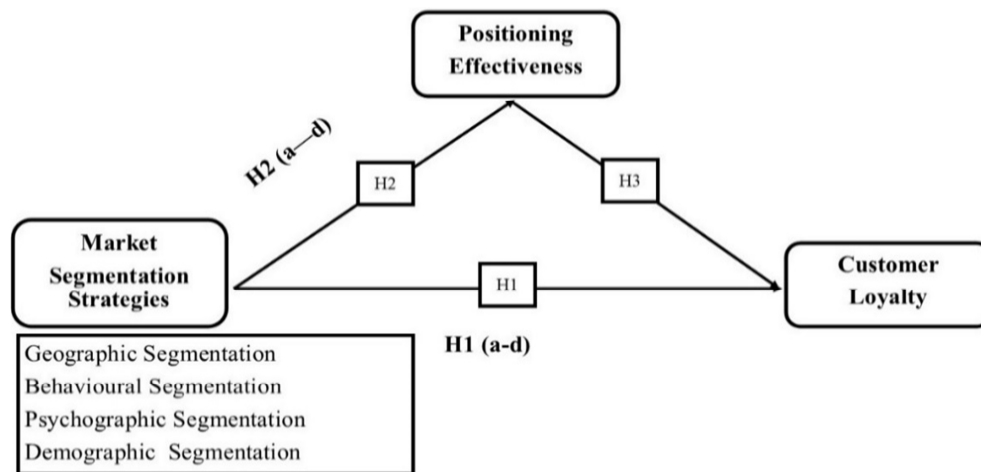 Positioning
Effectiveness
H2 (a—d)
H2
H3
Market
Segmentation
Strategies
H1
Customer
Loyalty
H1 (a-d)
Geographic Segmentation
Behavioural Segmentation
Psychographic Segmentation
Demographic Segmentation